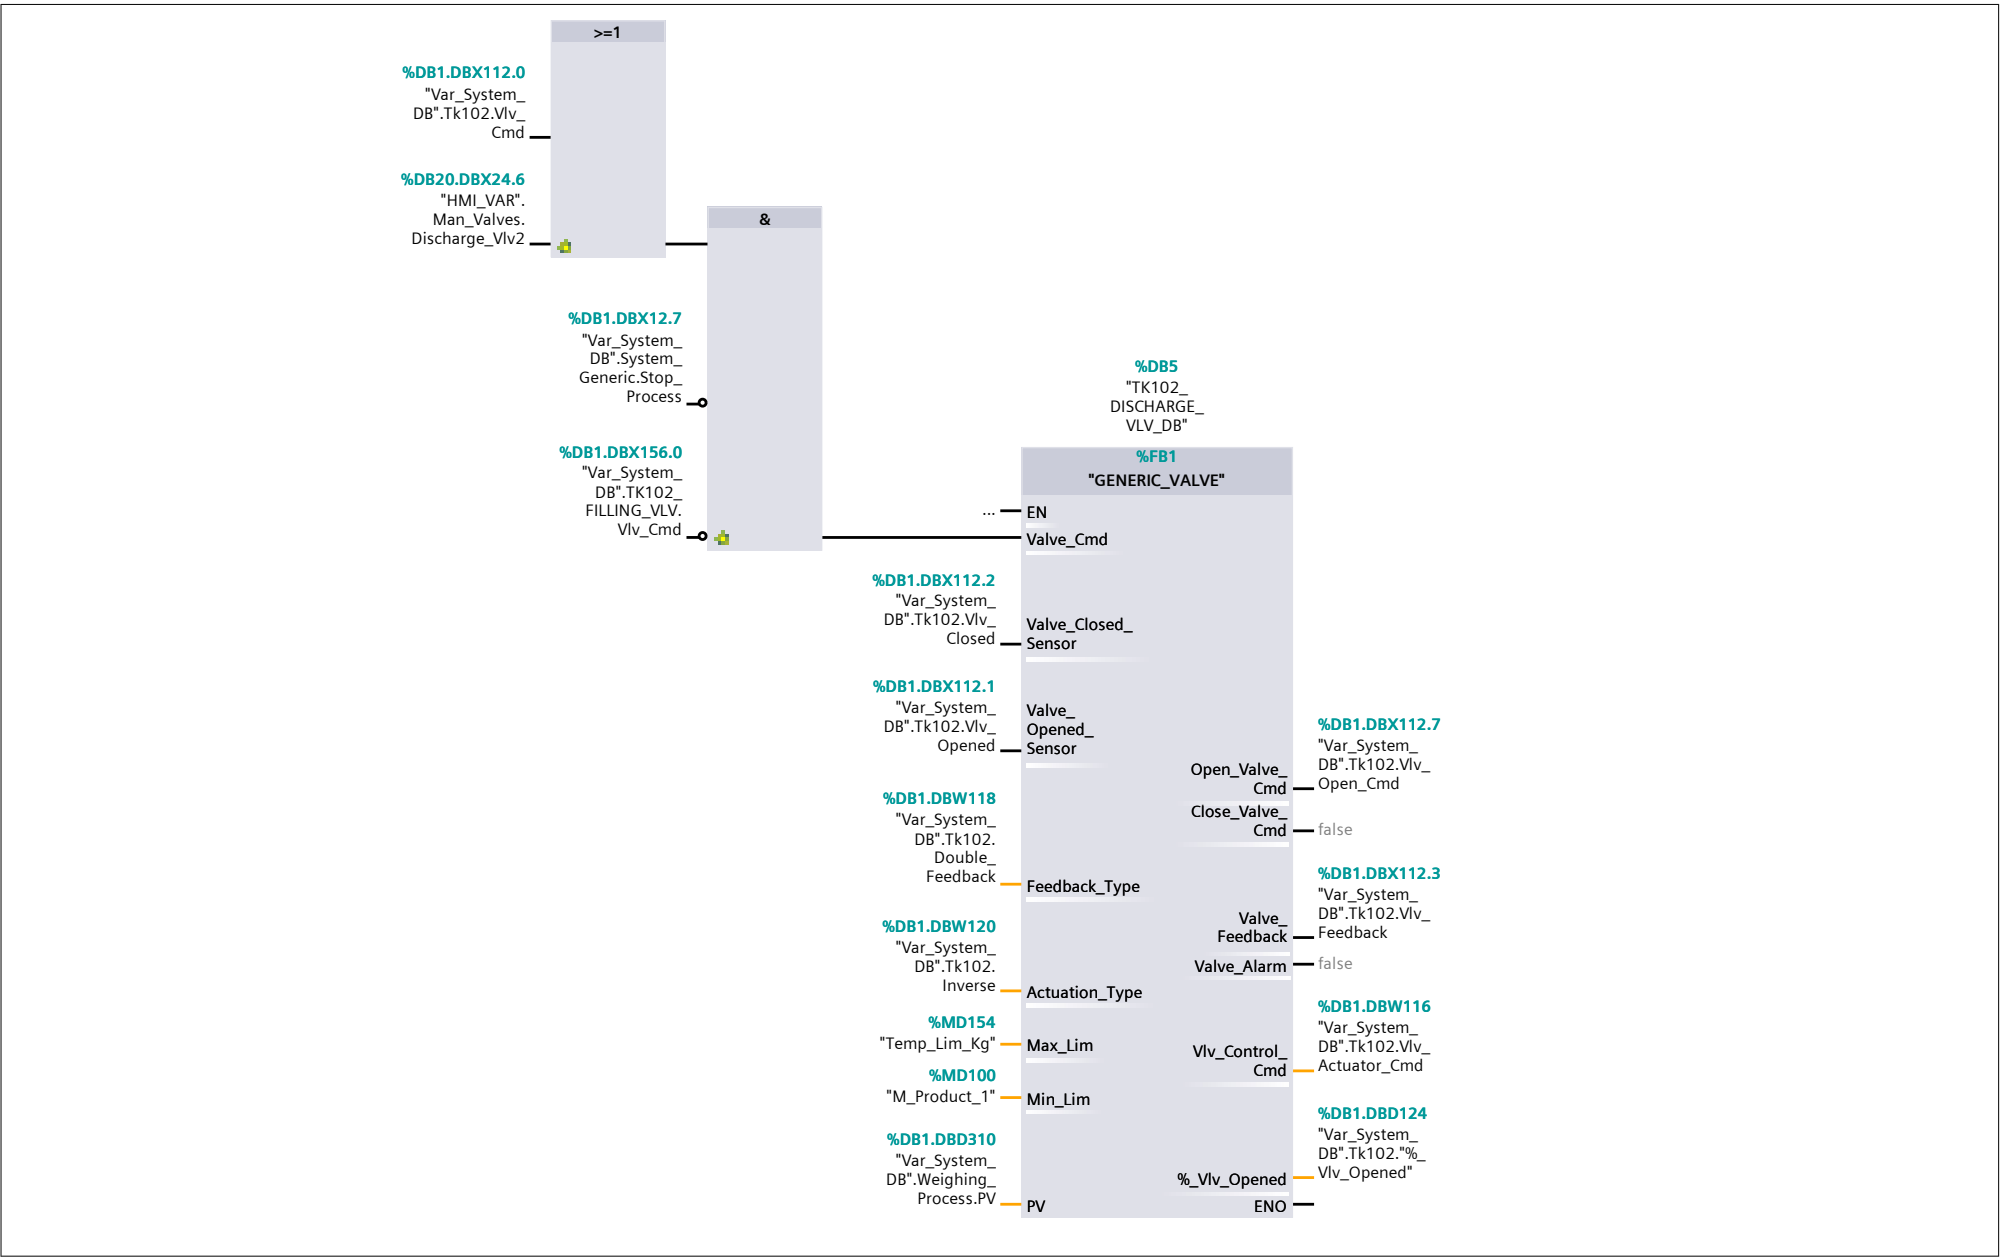 >=1
%DB1.DBX112.0
"Var_System_
DB".Tk102.Vlv_
Cmd
%DB20.DBX24.6
"HMI_VAR".
Man_Valves.
Discharge_Vlv2
&
%DB1.DBX12.7
"Var_System_
DB".System_
Generic.Stop_
Process
%DB1.DBX156.0
"Var_System_
DB".TK102_
FILLING_VLV.
Vlv_Cmd
%DB5
"TK102_
DISCHARGE_
VLV_DB"
%FB1
"GENERIC_VALVE"
... EN
Valve_Cmd
%DB1.DBX112.2
"Var_System_
DB".Tk102.Vlv_
Closed
Valve_Closed_
Sensor
%DB1.DBX112.1
"Var_System_
DB".Tk102.Vlv_
Opened
Valve_
Opened_
Sensor
%DB1.DBW118
"Var_System_
DB".Tk102.
Double_
Feedback
Feedback_Type
%DB1.DBW120
"Var_System_
DB".Tk102.
Inverse
Actuation_Type
%MD154
"Temp_Lim_Kg"
Max_Lim
%MD100
"M_Product_1"
Min_Lim
%DB1.DBD310
"Var_System_
DB".Weighing_
Process.PV
PV
Open_Valve_
Cmd
%DB1.DBX112.7
"Var_System_
DB".Tk102.Vlv_
Open_Cmd
Close_Valve_
Cmd
false
Valve_
Feedback
%DB1.DBX112.3
"Var_System_
DB".Tk102.Vlv_
Feedback
Valve_Alarm
false
Vlv_Control_
Cmd
%DB1.DBW116
"Var_System_
DB".Tk102.Vlv_
Actuator_Cmd
%_Vlv_Opened
%DB1.DBD124
"Var_System_
DB".Tk102."%_
Vlv_Opened"
ENO